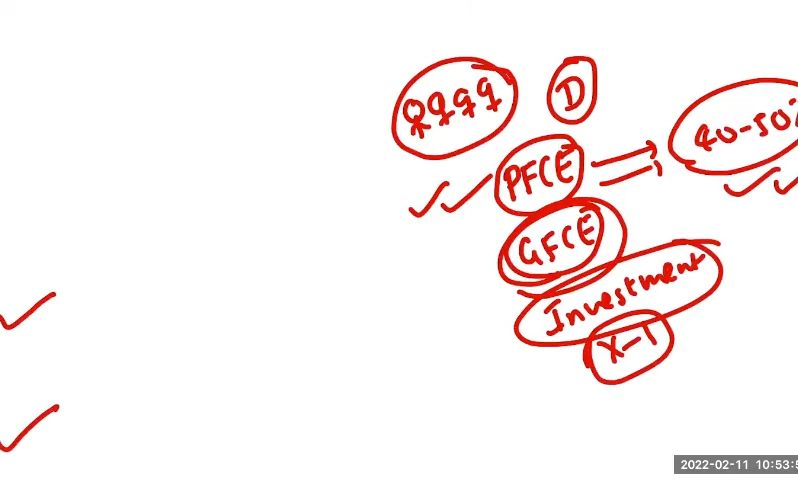 D
PFCE
40-50%
GFCE
Investment
X-I
2022-02-11 10:53:5